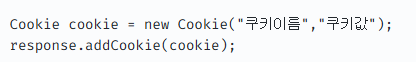 Cookie cookie = new Cookie("쿠키이름","쿠키값");
response.addCookie(cookie);